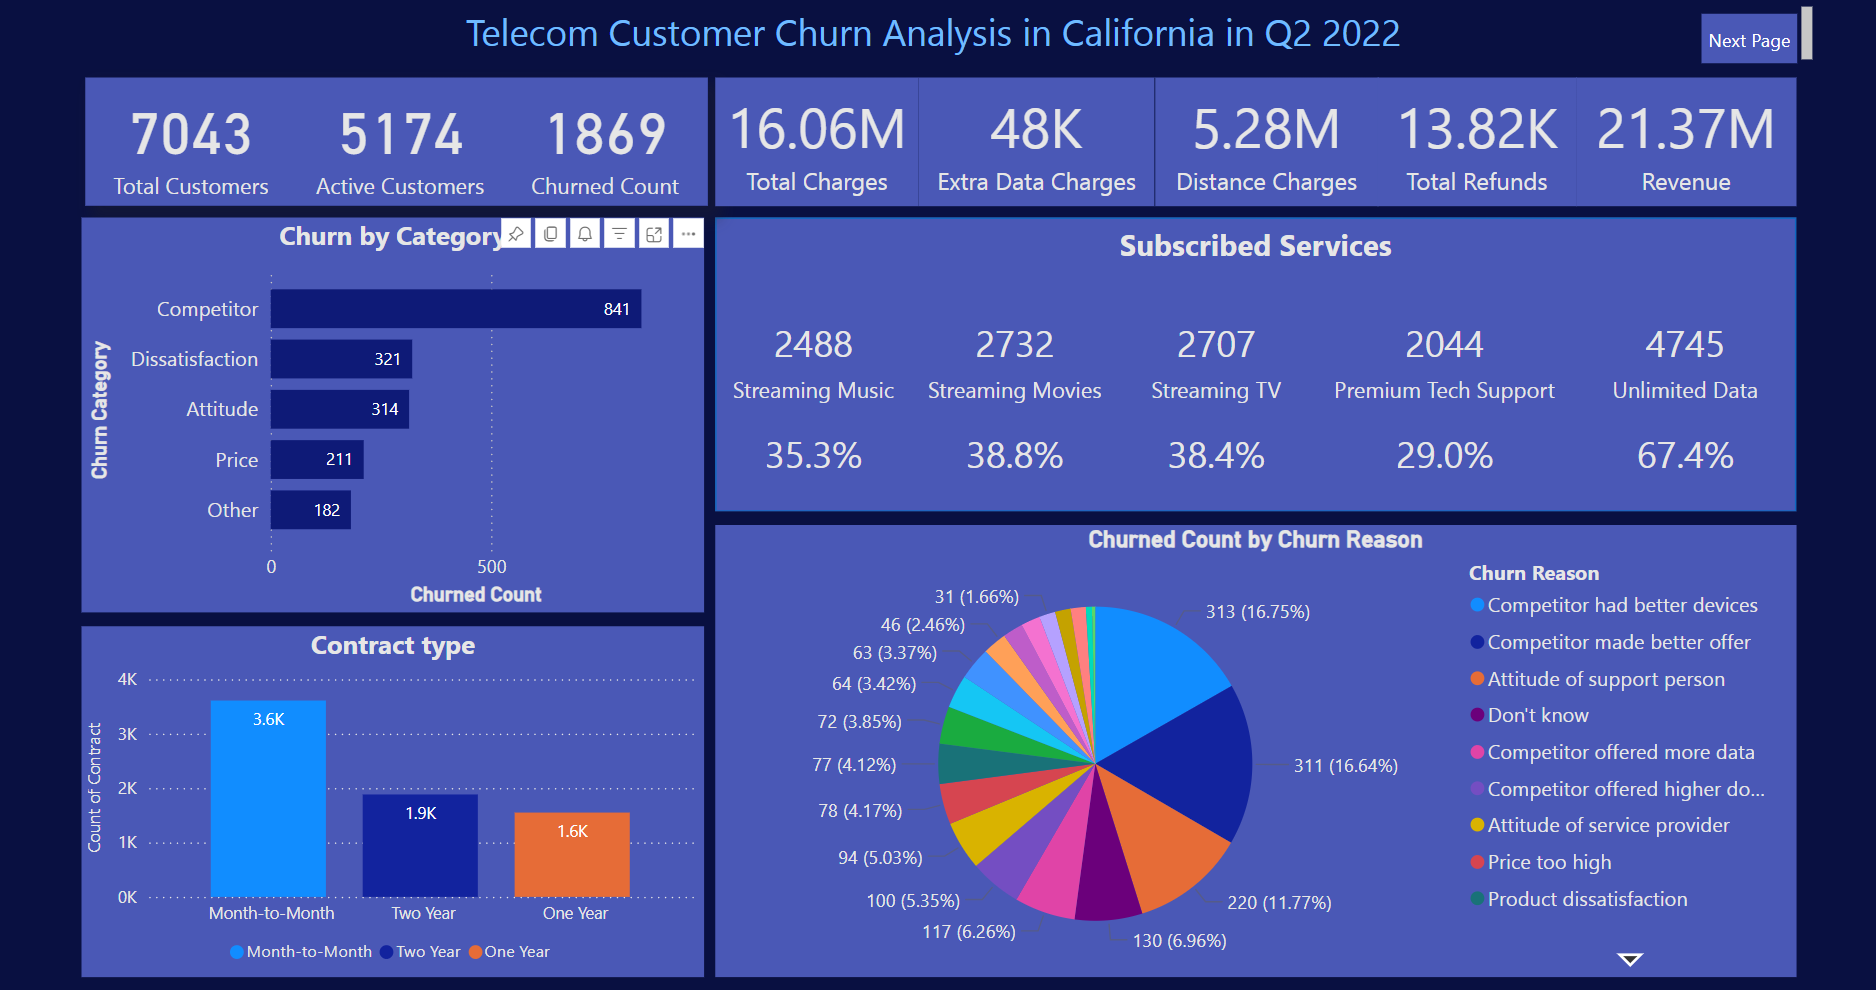 Telecom Customer Churn Analysis in California in Q2 2022
Next Page
7043
Total Customers
5174
Active Customers
1869
Churned Count
16.06M
Total Charges
48K
Extra Data Charges
5.28M
Distance Charges
13.82K
Total Refunds
21.37M
Revenue
Churn by Category
Churn Category
Competitor
841
Dissatisfaction
321
Attitude
314
Price
211
Other
182
0
500
Churned Count
Subscribed Services
2488
Streaming Music
35.3%
2732
Streaming Movies
38.8%
2707
Streaming TV
38.4%
2044
Premium Tech Support
29.0%
4745
Unlimited Data
67.4%
Contract type
Count of Contract
4K
3K
2K
1K
0K
3.6K
1.9K
1.6K
Month-to-Month
Two Year
One Year
Month-to-Month
Two Year
One Year
Churned Count by Churn Reason
313 (16.75%)
311 (16.64%)
220 (11.77%)
130 (6.96%)
117 (6.26%)
100 (5.35%)
94 (5.03%)
78 (4.17%)
77 (4.12%)
72 (3.85%)
64 (3.42%)
63 (3.37%)
46 (2.46%)
31 (1.66%)
Churn Reason
Competitor had better devices
Competitor made better offer
Attitude of support person
Don't know
Competitor offered more data
Competitor offered higher do...
Attitude of service provider
Price too high
Product dissatisfaction